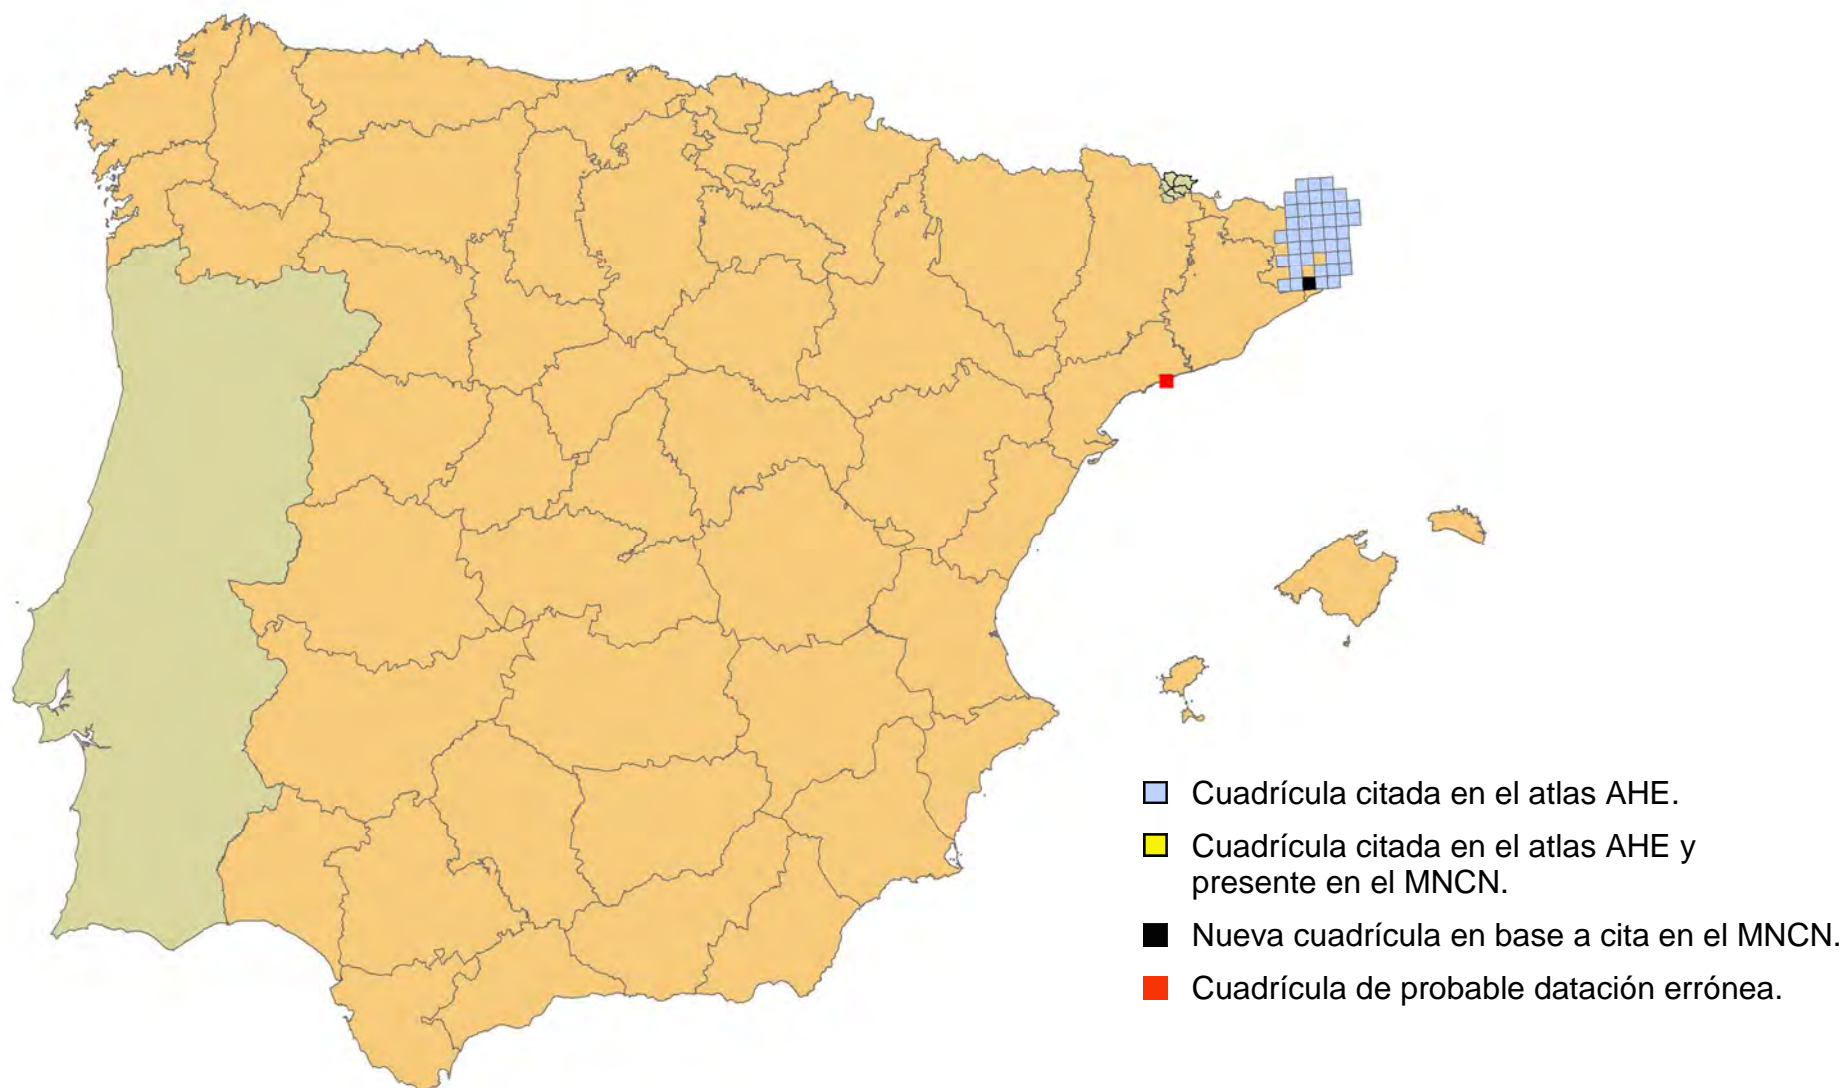 Cuadrícula citada en el atlas AHE.
Cuadrícula citada en el atlas AHE y
presente en el MNCN.
Nueva cuadrícula en base a cita en el MNCN.
Cuadrícula de probable datación errónea.